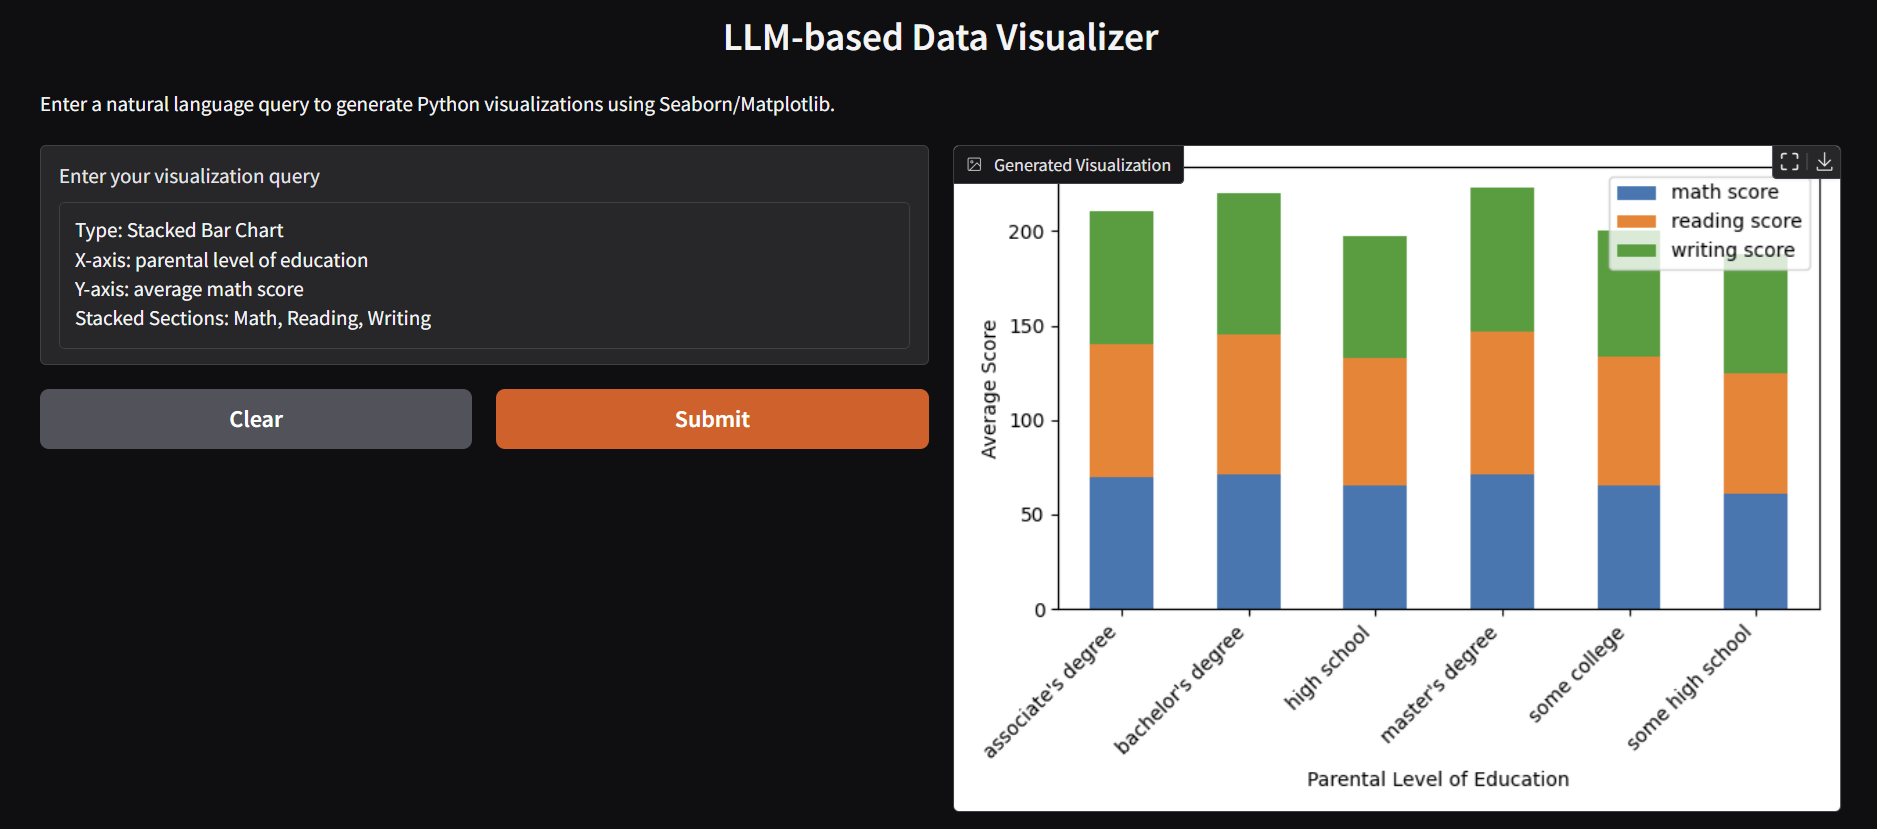 LLM-based Data Visualizer
Enter a natural language query to generate Python visualizations using Seaborn/Matplotlib.
Enter your visualization query
Type: Stacked Bar Chart
X-axis: parental level of education
Y-axis: average math score
Stacked Sections: Math, Reading, Writing
Clear
Submit
Generated Visualization
math score
reading score
writing score
Average Score
200
150
100
50
0
associate's degree
bachelor's degree
high school
master's degree
some college
some high school
Parental Level of Education